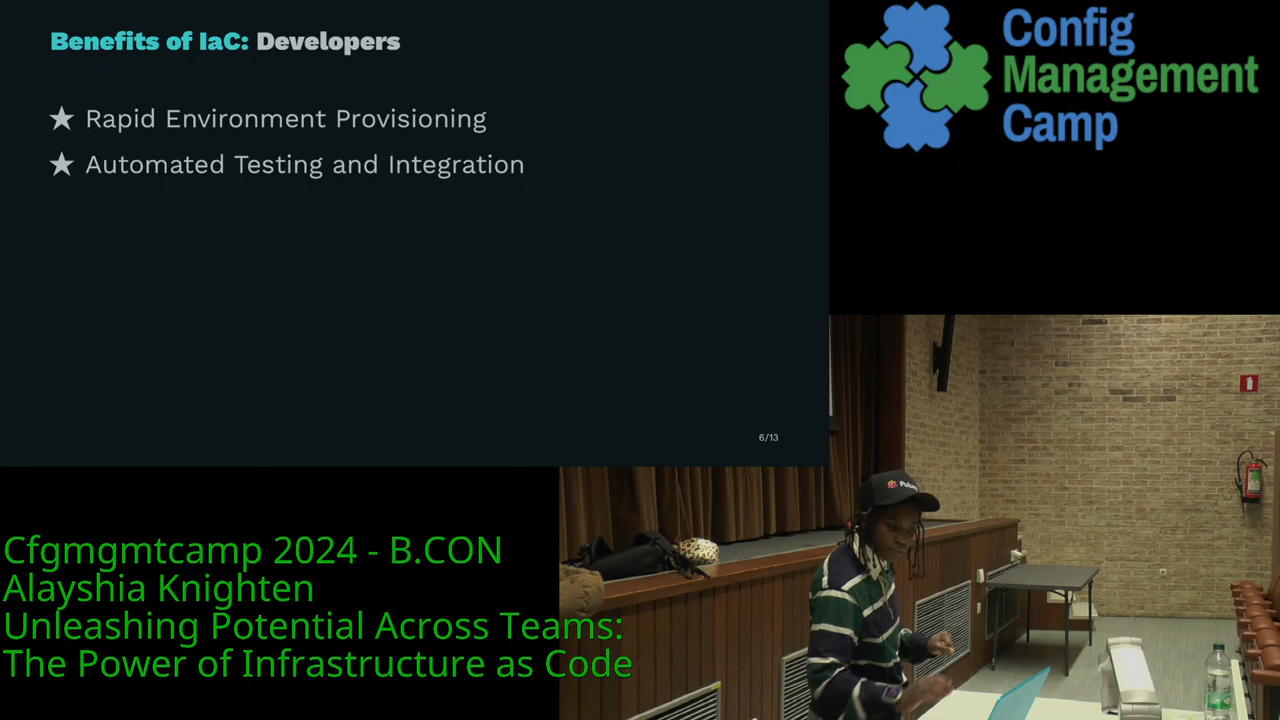 Benefits of IaC: Developers
★ Rapid Environment Provisioning
★ Automated Testing and Integration
6/13
Config
Management
Camp
Cfgmgmtcamp 2024 - B.CON
Alayshia Knighten
Unleashing Potential Across Teams:
The Power of Infrastructure as Code